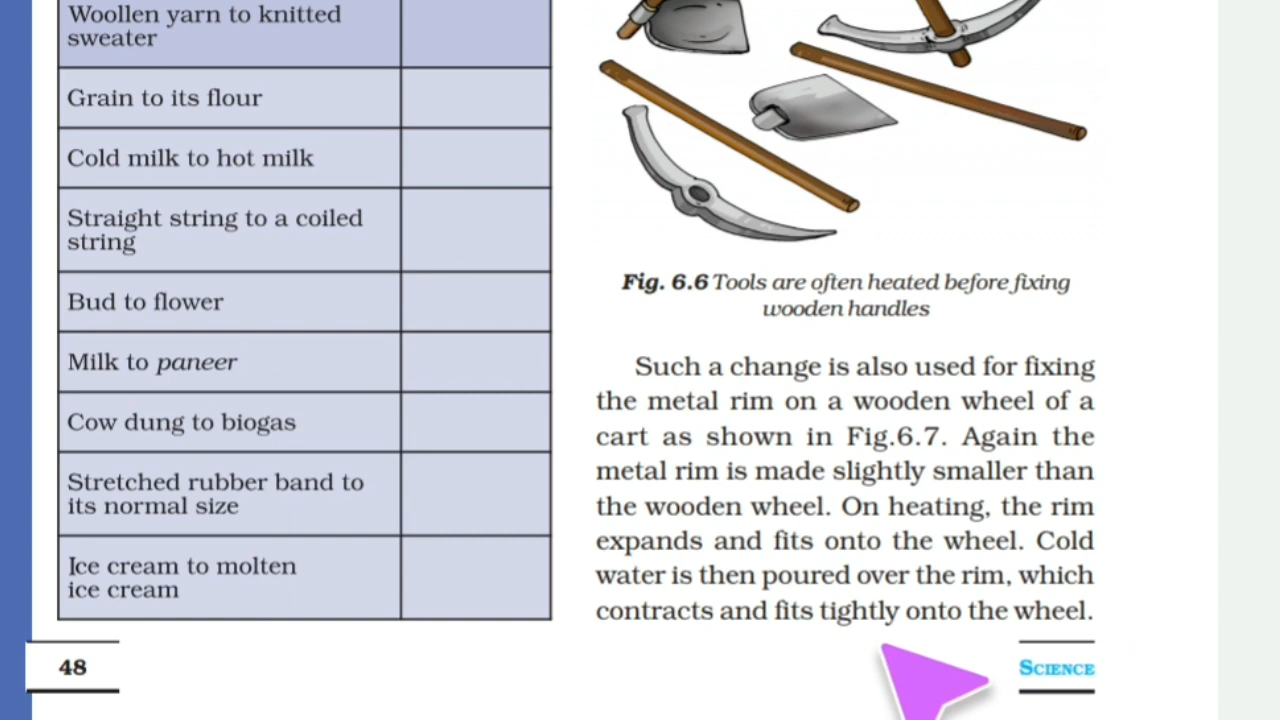 Woollen yarn to knitted
sweater
Grain to its flour
Cold milk to hot milk
Straight string to a coiled
string
Bud to flower
Milk to paneer
Cow dung to biogas
Stretched rubber band to
its normal size
Ice cream to molten
ice cream
48
Fig. 6.6 Tools are often heated before fixing
wooden handles
Such a change is also used for fixing
the metal rim on a wooden wheel of a
cart as shown in Fig.6.7. Again the
metal rim is made slightly smaller than
the wooden wheel. On heating, the rim
expands and fits onto the wheel. Cold
water is then poured over the rim, which
contracts and fits tightly onto the wheel.
SCIENCE